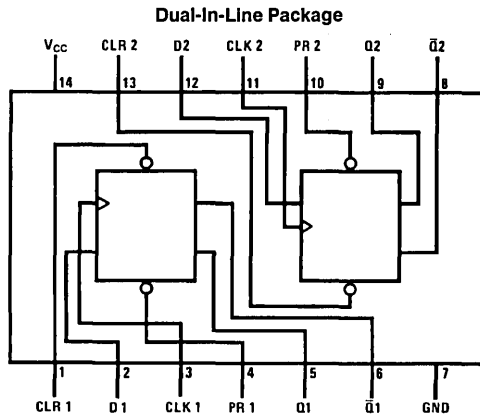 Dual-In-Line Package
VCC CLR 2 D2 CLK 2 PR 2 Q2 Q̅2
14 13 12 11 10 9 8
1 2 3 4 5 6 7
CLR 1 D1 CLK 1 PR 1 Q1 Q̅1 GND